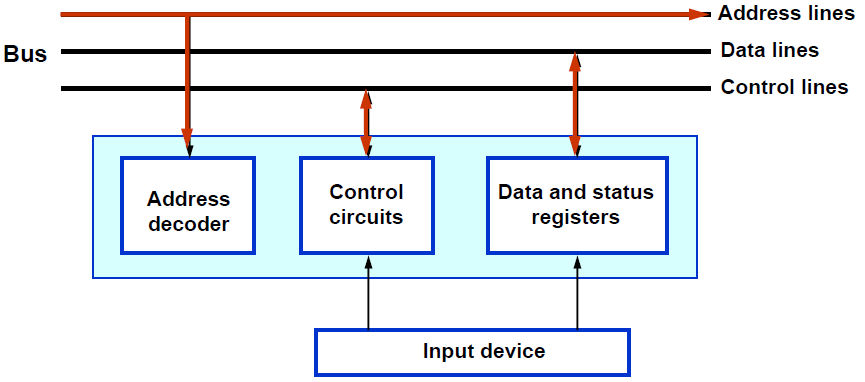 Address lines
Bus
Data lines
Control lines
Address
decoder
Control
circuits
Data and status
registers
Input device